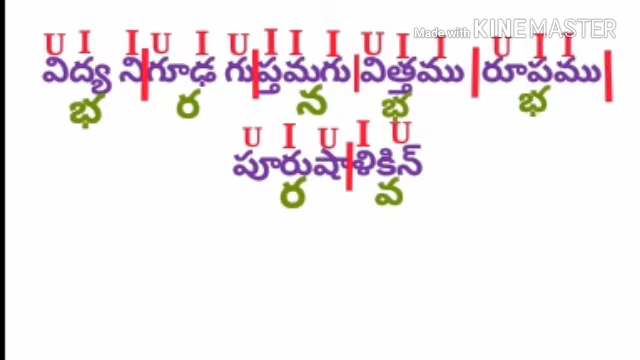 Made with KINEMASTER
U I I U I U I I I U I I U I I
విద్య ని|గూఢ గు|ప్తమగు|విత్తము | రూపము |
భ ర న భ భ
U I U I U
పూరుషా|ళికిన్
ర వ